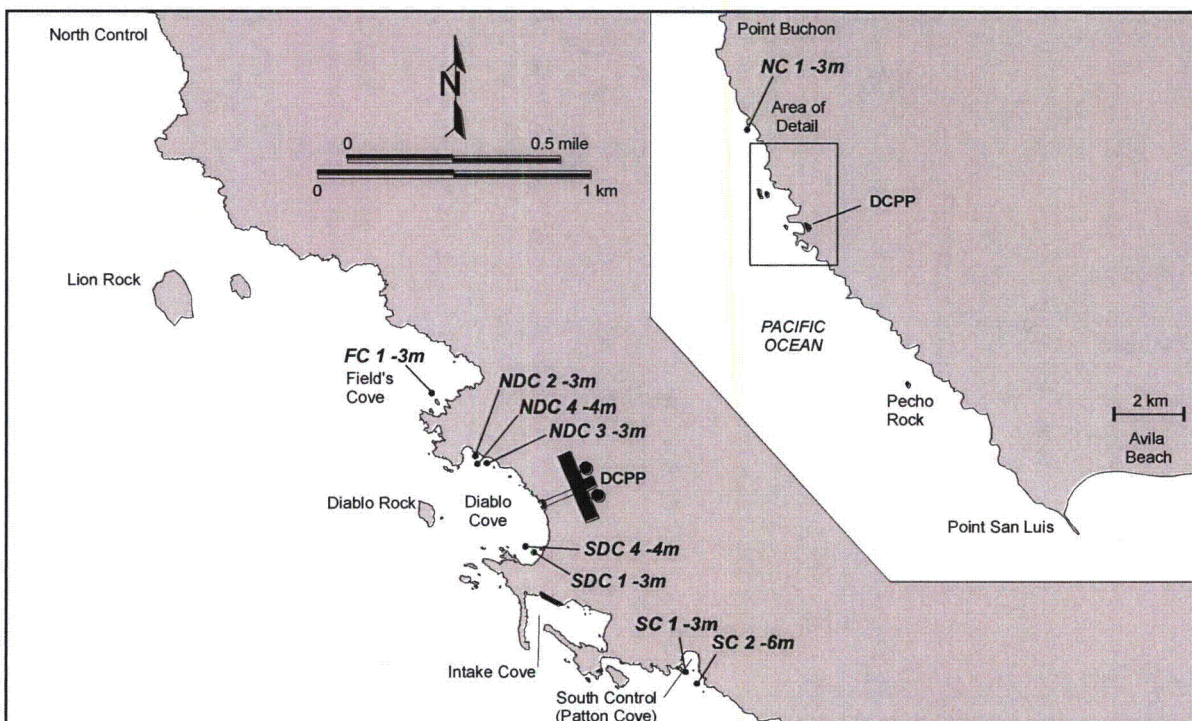 North Control
N
0
0.5 mile
0
1 km
Lion Rock
FC 1 -3m
Field's
Cove
NDC 2 -3m
NDC 4 -4m
NDC 3 -3m
DCPP
Diablo Rock
Diablo
Cove
SDC 4 -4m
SDC 1 -3m
SC 1 -3m
SC 2 -6m
Intake Cove
South Control
(Patton Cove)
Point Buchon
NC 1 -3m
Area of
Detail
DCPP
PACIFIC
OCEAN
Pecho
Rock
2 km
Avila
Beach
Point San Luis